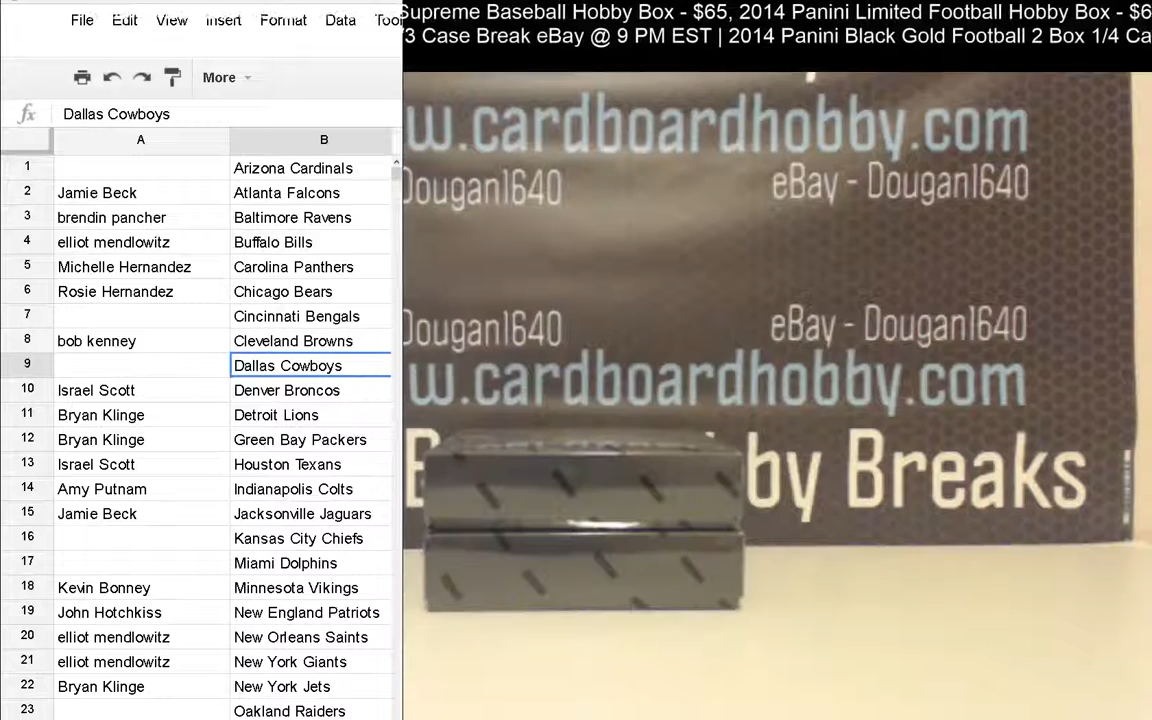 File Edit View Insert Format Data Tool
Supreme Baseball Hobby Box - $65, 2014 Panini Limited Football Hobby Box - $6
/3 Case Break eBay @ 9 PM EST | 2014 Panini Black Gold Football 2 Box 1/4 Ca
More
fx Dallas Cowboys
A B
1 Arizona Cardinals
2 Jamie Beck Atlanta Falcons
3 brendin pancher Baltimore Ravens
4 elliot mendlowitz Buffalo Bills
5 Michelle Hernandez Carolina Panthers
6 Rosie Hernandez Chicago Bears
7 Cincinnati Bengals
8 bob kenney Cleveland Browns
9 Dallas Cowboys
10 Israel Scott Denver Broncos
11 Bryan Klinge Detroit Lions
12 Bryan Klinge Green Bay Packers
13 Israel Scott Houston Texans
14 Amy Putnam Indianapolis Colts
15 Jamie Beck Jacksonville Jaguars
16 Kansas City Chiefs
17 Miami Dolphins
18 Kevin Bonney Minnesota Vikings
19 John Hotchkiss New England Patriots
20 elliot mendlowitz New Orleans Saints
21 elliot mendlowitz New York Giants
22 Bryan Klinge New York Jets
23 Oakland Raiders
w.cardboardhobby.com
Dougan1640 eBay - Dougan1640
Dougan1640 eBay - Dougan1640
w.cardboardhobby.com
by Breaks